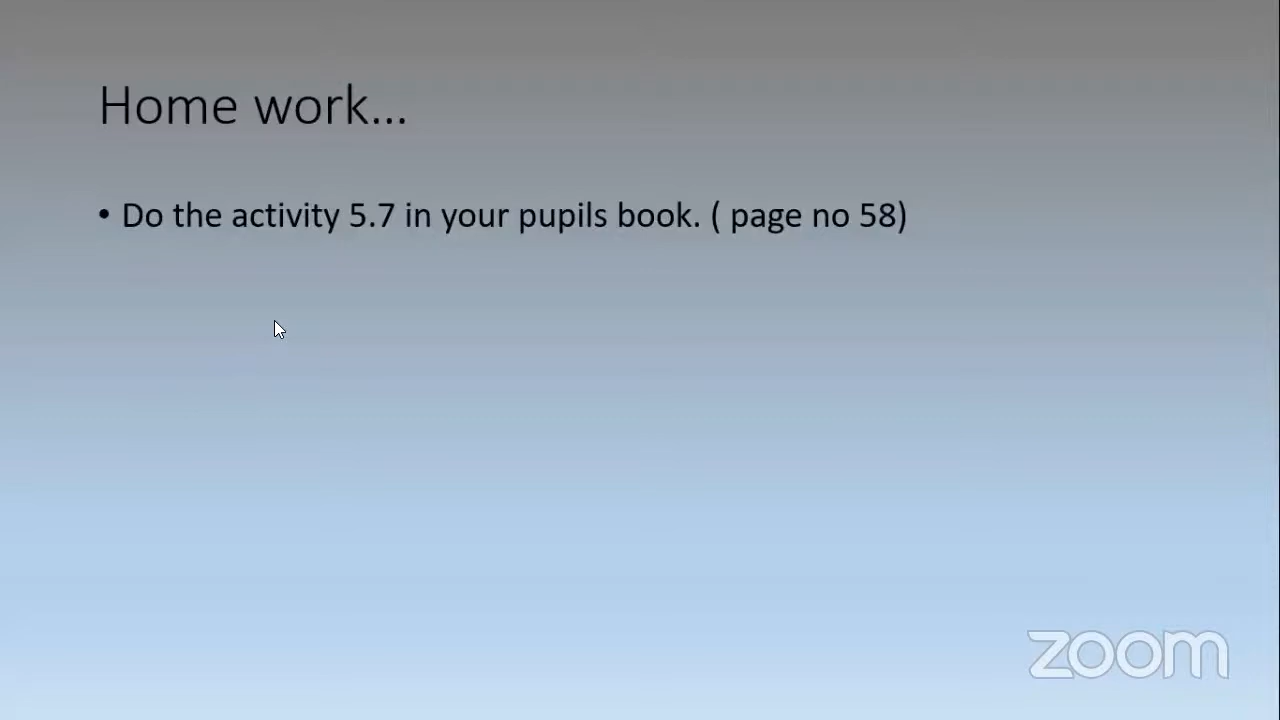 Home work...
• Do the activity 5.7 in your pupils book. ( page no 58)
zoom